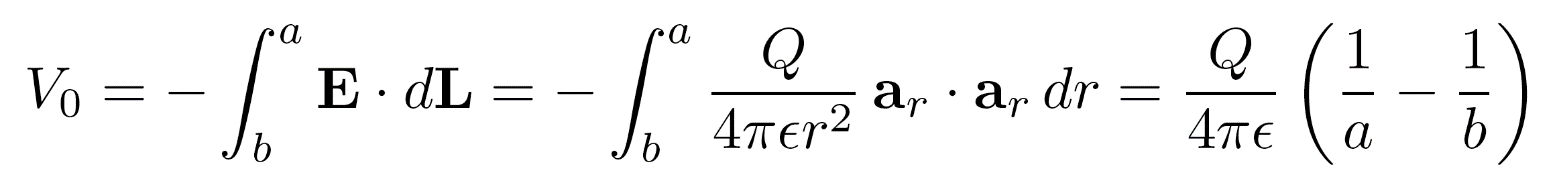 $V_0 = -\int_b^a \mathbf{E} \cdot d\mathbf{L} = -\int_b^a \frac{Q}{4\pi\epsilon r^2} \, \mathbf{a}_r \cdot \mathbf{a}_r \, dr = \frac{Q}{4\pi\epsilon} \left( \frac{1}{a} - \frac{1}{b} \right)$